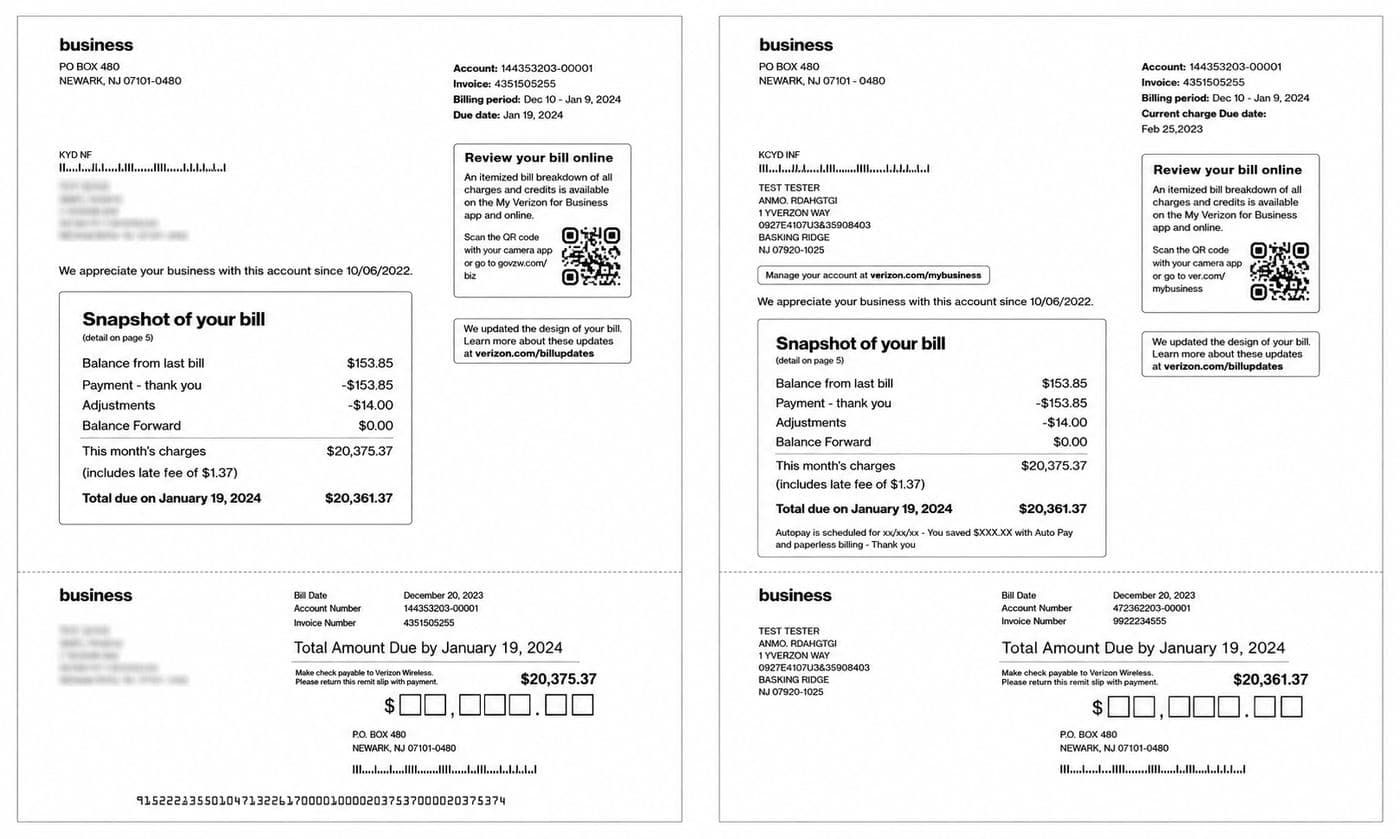 business
PO BOX 480
NEWARK, NJ 07101-0480
Account: 144353203-00001
Invoice: 4351505255
Billing period: Dec 10 - Jan 9, 2024
Due date: Jan 19, 2024
KYD NF
Review your bill online
An itemized bill breakdown of all
charges and credits is available
on the My Verizon for Business
app and online.
Scan the QR code
with your camera app
or go to govzw.com/
biz
We appreciate your business with this account since 10/06/2022.
Snapshot of your bill
(detail on page 5)
Balance from last bill $153.85
Payment - thank you -$153.85
Adjustments -$14.00
Balance Forward $0.00
This month's charges $20,375.37
(includes late fee of $1.37)
Total due on January 19, 2024 $20,361.37
We updated the design of your bill.
Learn more about these updates
at verizon.com/billupdates
business
Bill Date December 20, 2023
Account Number 144353203-00001
Invoice Number 4351505255
Total Amount Due by January 19, 2024
Make check payable to Verizon Wireless.
Please return this remit slip with payment.
$20,375.37
$ , .
P.O. BOX 480
NEWARK, NJ 07101-0480
business
PO BOX 480
NEWARK, NJ 07101 - 0480
Account: 144353203-00001
Invoice: 4351505255
Billing period: Dec 10 - Jan 9, 2024
Current charge Due date:
Feb 25,2023
KCYD INF
TEST TESTER
ANMO. RDAHGTGI
1 YVERZON WAY
0927E4107U3&35908403
BASKING RIDGE
NJ 07920-1025
Manage your account at verizon.com/mybusiness
Review your bill online
An itemized bill breakdown of all
charges and credits is available
on the My Verizon for Business
app and online.
Scan the QR code
with your camera app
or go to ver.com/
mybusiness
We appreciate your business with this account since 10/06/2022.
Snapshot of your bill
(detail on page 5)
Balance from last bill $153.85
Payment - thank you -$153.85
Adjustments -$14.00
Balance Forward $0.00
This month's charges $20,375.37
(includes late fee of $1.37)
Total due on January 19, 2024 $20,361.37
Autopay is scheduled for xx/xx/xx - You saved $XXX.XX with Auto Pay
and paperless billing - Thank you
We updated the design of your bill.
Learn more about these updates
at verizon.com/billupdates
business
TEST TESTER
ANMO. RDAHGTGI
1 YVERZON WAY
0927E4107U3&35908403
BASKING RIDGE
NJ 07920-1025
Bill Date December 20, 2023
Account Number 472362203-00001
Invoice Number 9922234555
Total Amount Due by January 19, 2024
Make check payable to Verizon Wireless.
Please return this remit slip with payment.
$20,361.37
$ , .
P.O. BOX 480
NEWARK, NJ 07101-0480